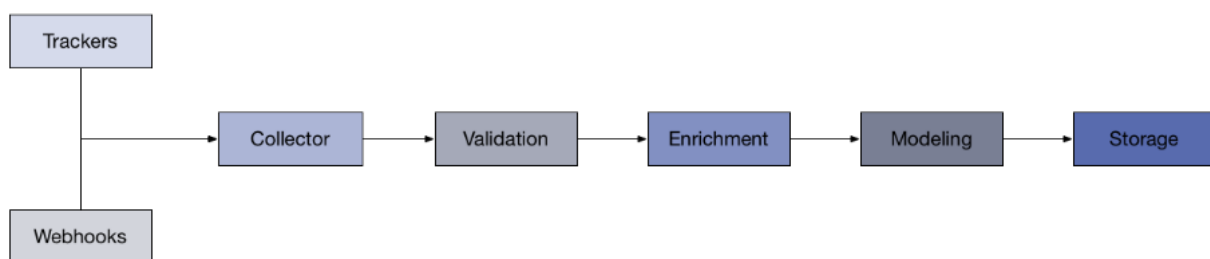 Trackers
Collector
Validation
Enrichment
Modeling
Storage
Webhooks